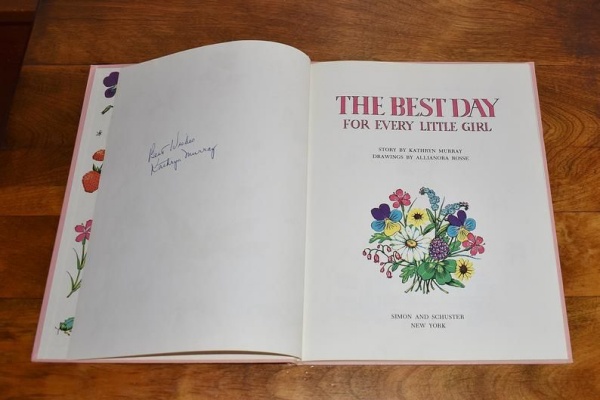 Best Wishes
Kathryn Murray
THE BEST DAY
FOR EVERY LITTLE GIRL
STORY BY KATHRYN MURRAY
DRAWINGS BY ALLIANORA ROSSE
SIMON AND SCHUSTER
NEW YORK